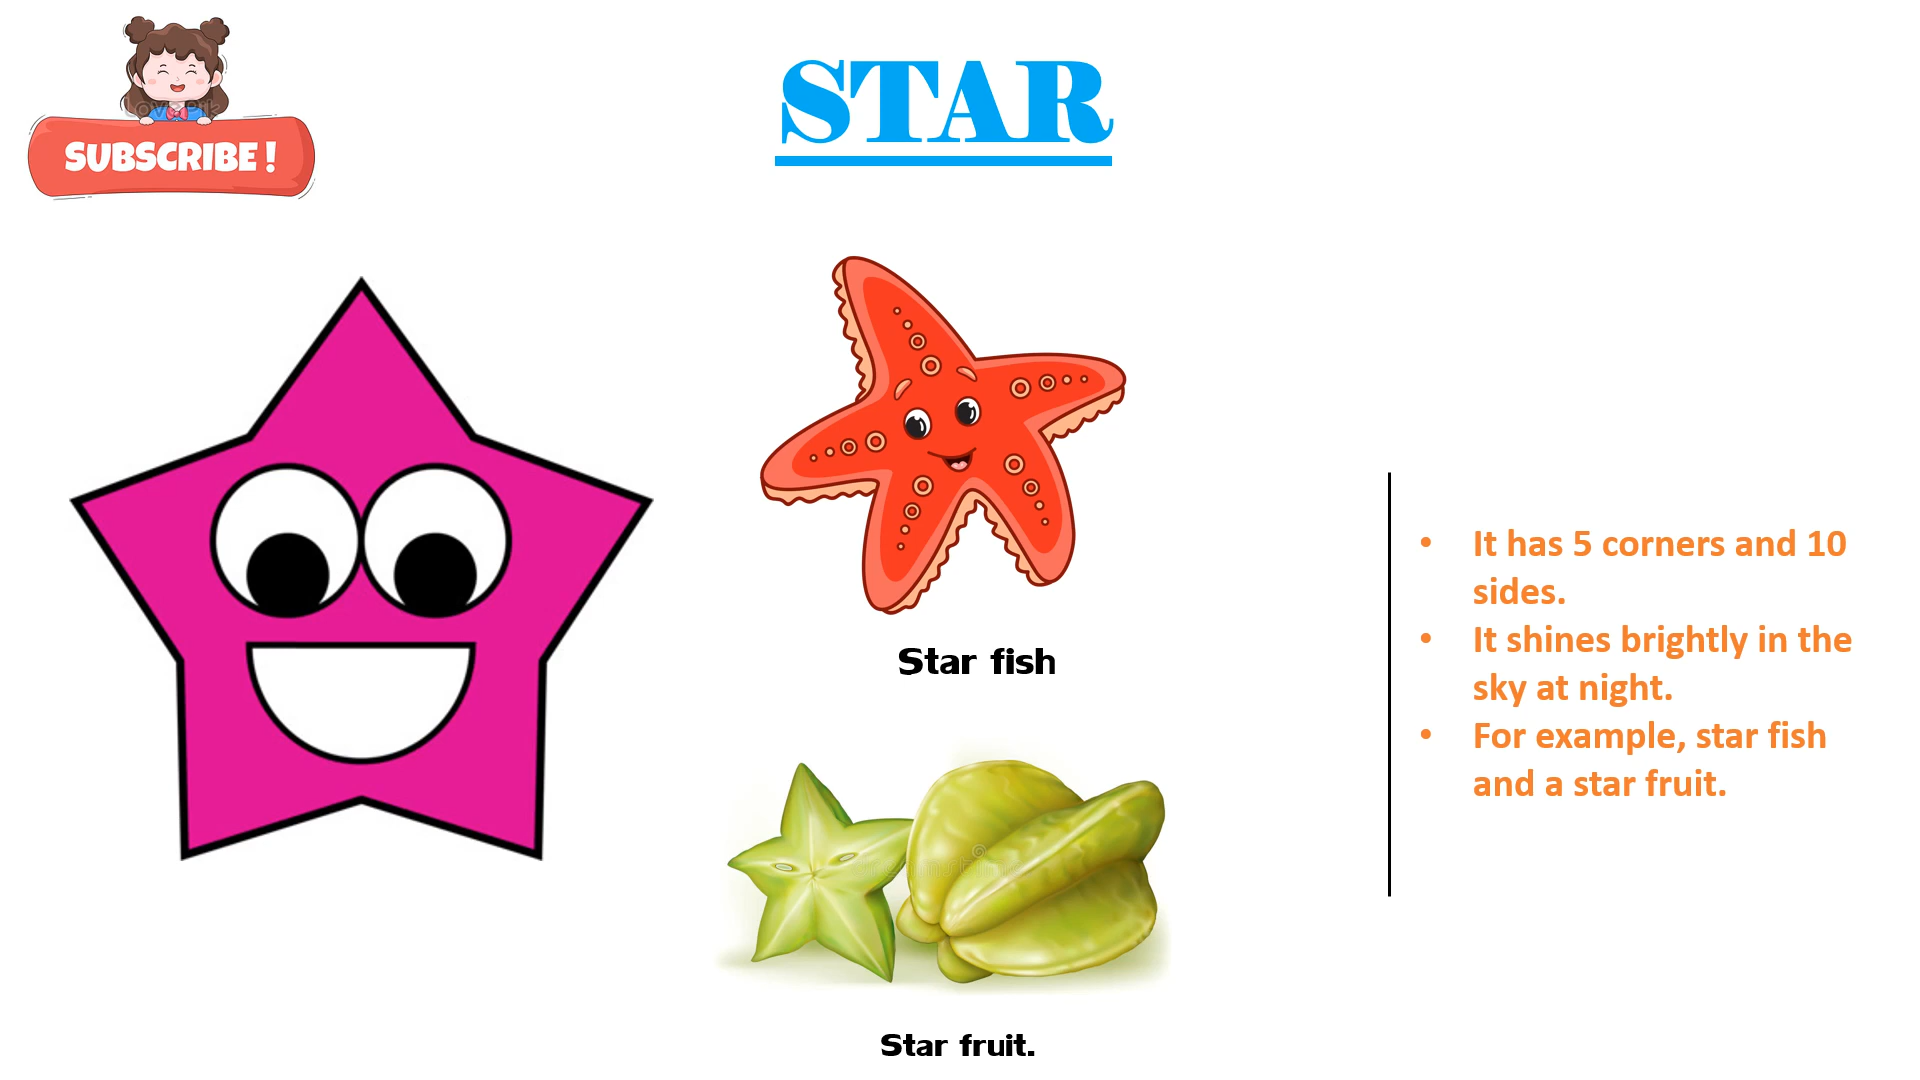 STAR
SUBSCRIBE !
Star fish
Star fruit.
• It has 5 corners and 10
sides.
• It shines brightly in the
sky at night.
• For example, star fish
and a star fruit.